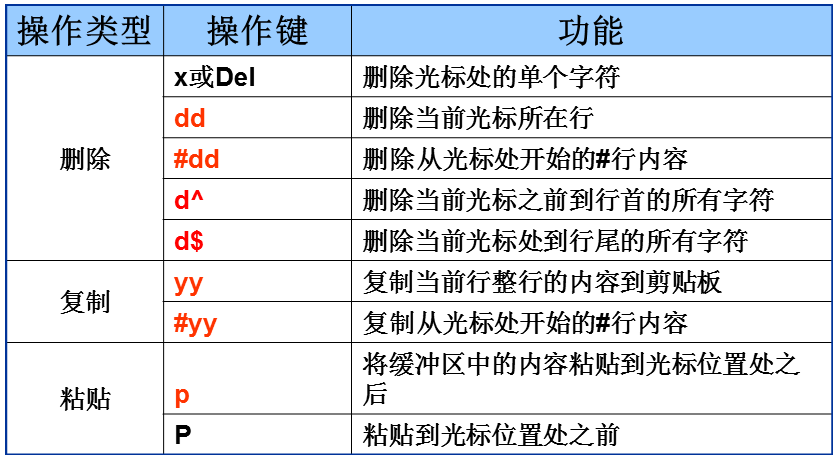 操作类型 操作键 功能
x或Del 删除光标处的单个字符
dd 删除当前光标所在行
删除 #dd 删除从光标处开始的#行内容
d^ 删除当前光标之前到行首的所有字符
d$ 删除当前光标处到行尾的所有字符
复制 yy 复制当前行整行的内容到剪贴板
#yy 复制从光标处开始的#行内容
粘贴 p 将缓冲区中的内容粘贴到光标位置处之
后
P 粘贴到光标位置处之前